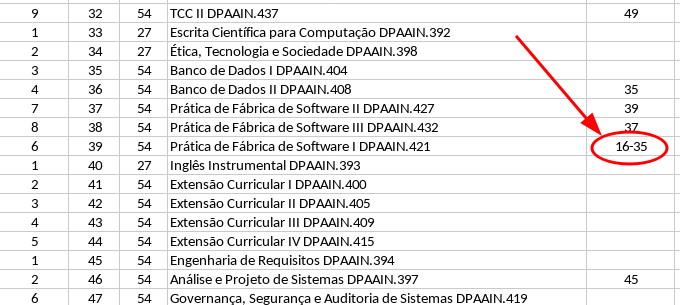 9 32 54 TCC II DPAAIN.437 49
1 33 27 Escrita Científica para Computação DPAAIN.392
2 34 27 Ética, Tecnologia e Sociedade DPAAIN.398
3 35 54 Banco de Dados I DPAAIN.404
4 36 54 Banco de Dados II DPAAIN.408 35
7 37 54 Prática de Fábrica de Software II DPAAIN.427 39
8 38 54 Prática de Fábrica de Software III DPAAIN.432 37
6 39 54 Prática de Fábrica de Software I DPAAIN.421 16-35
1 40 27 Inglês Instrumental DPAAIN.393
2 41 54 Extensão Curricular I DPAAIN.400
3 42 54 Extensão Curricular II DPAAIN.405
4 43 54 Extensão Curricular III DPAAIN.409
5 44 54 Extensão Curricular IV DPAAIN.415
1 45 54 Engenharia de Requisitos DPAAIN.394
2 46 54 Análise e Projeto de Sistemas DPAAIN.397 45
6 47 54 Governança, Segurança e Auditoria de Sistemas DPAAIN.419